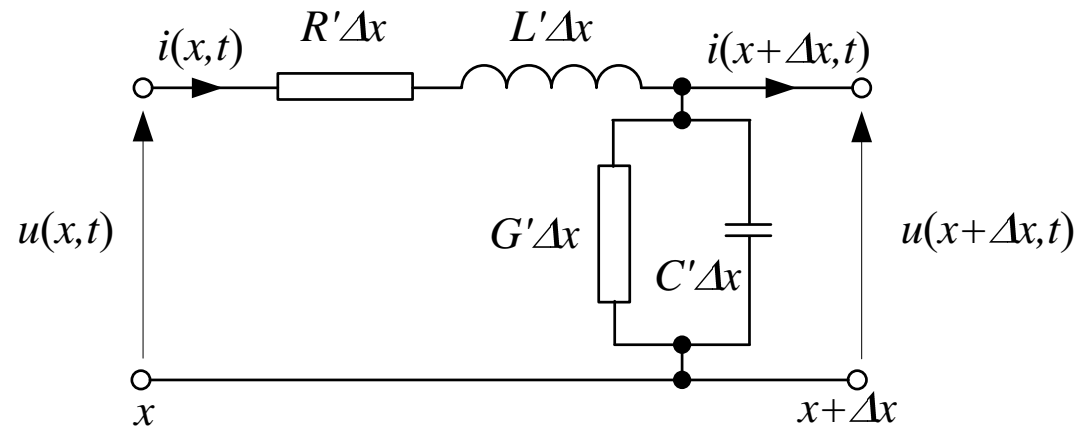 R'Δx
L'Δx
i(x,t)
i(x+Δx,t)
u(x,t)
G'Δx
C'Δx
u(x+Δx,t)
x
x+Δx